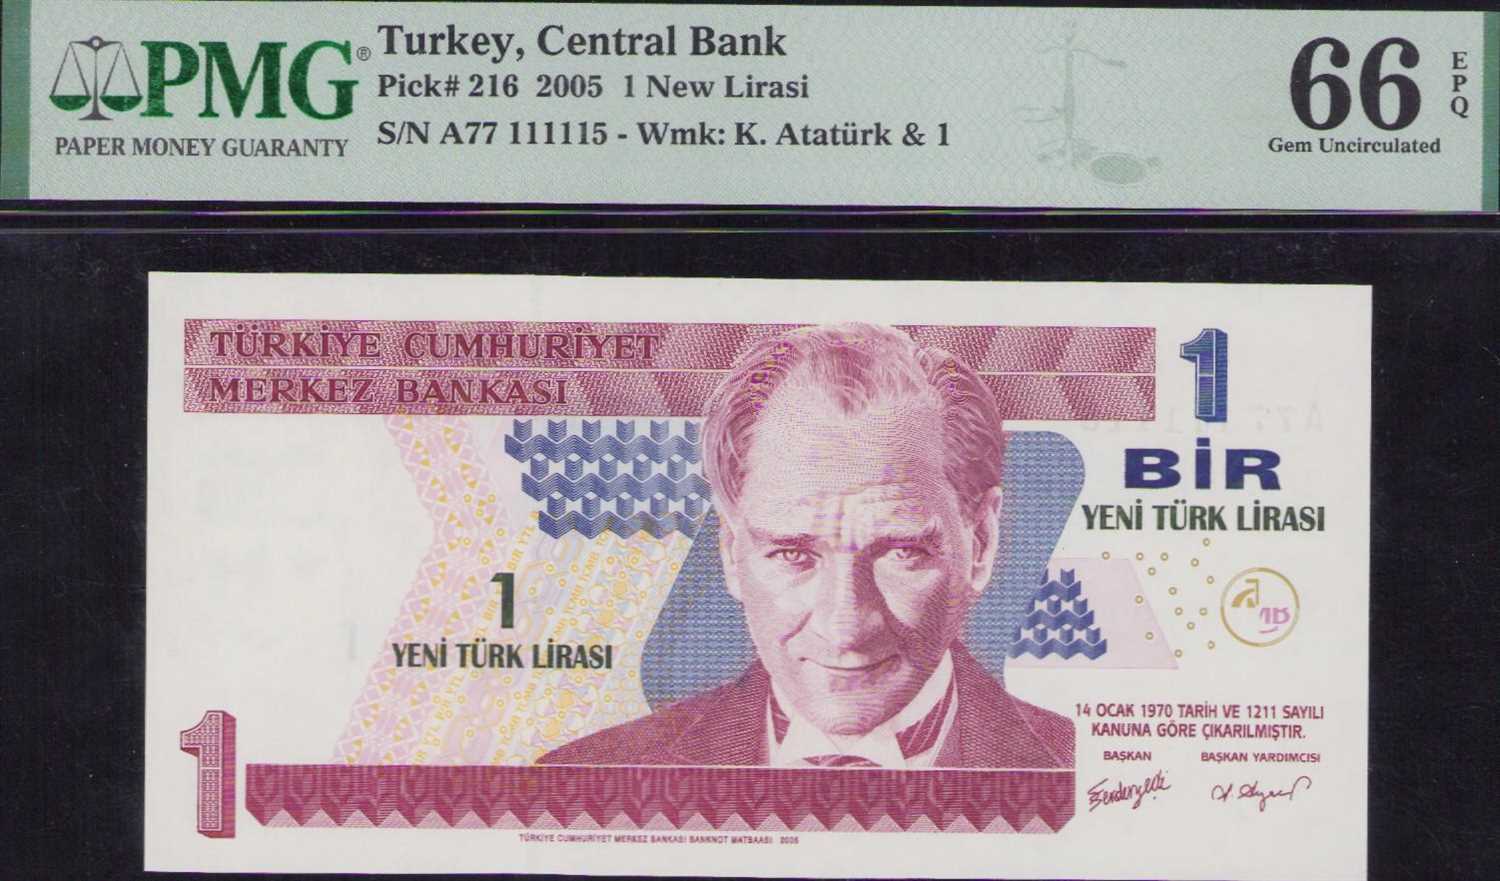 PMG®
PAPER MONEY GUARANTY
Turkey, Central Bank
Pick# 216 2005 1 New Lirasi
S/N A77 111115 - Wmk: K. Atatürk & 1
66
EPQ
Gem Uncirculated
TÜRKİYE CUMHURİYET
MERKEZ BANKASI
1
BİR
YENİ TÜRK LİRASI
1
YENİ TÜRK LİRASI
1
14 OCAK 1970 TARİH VE 1211 SAYILI
KANUNA GÖRE ÇIKARILMIŞTIR.
BAŞKAN BAŞKAN YARDIMCISI
TÜRKİYE CUMHURİYET MERKEZ BANKASI BANKNOT MATBAASI 2005